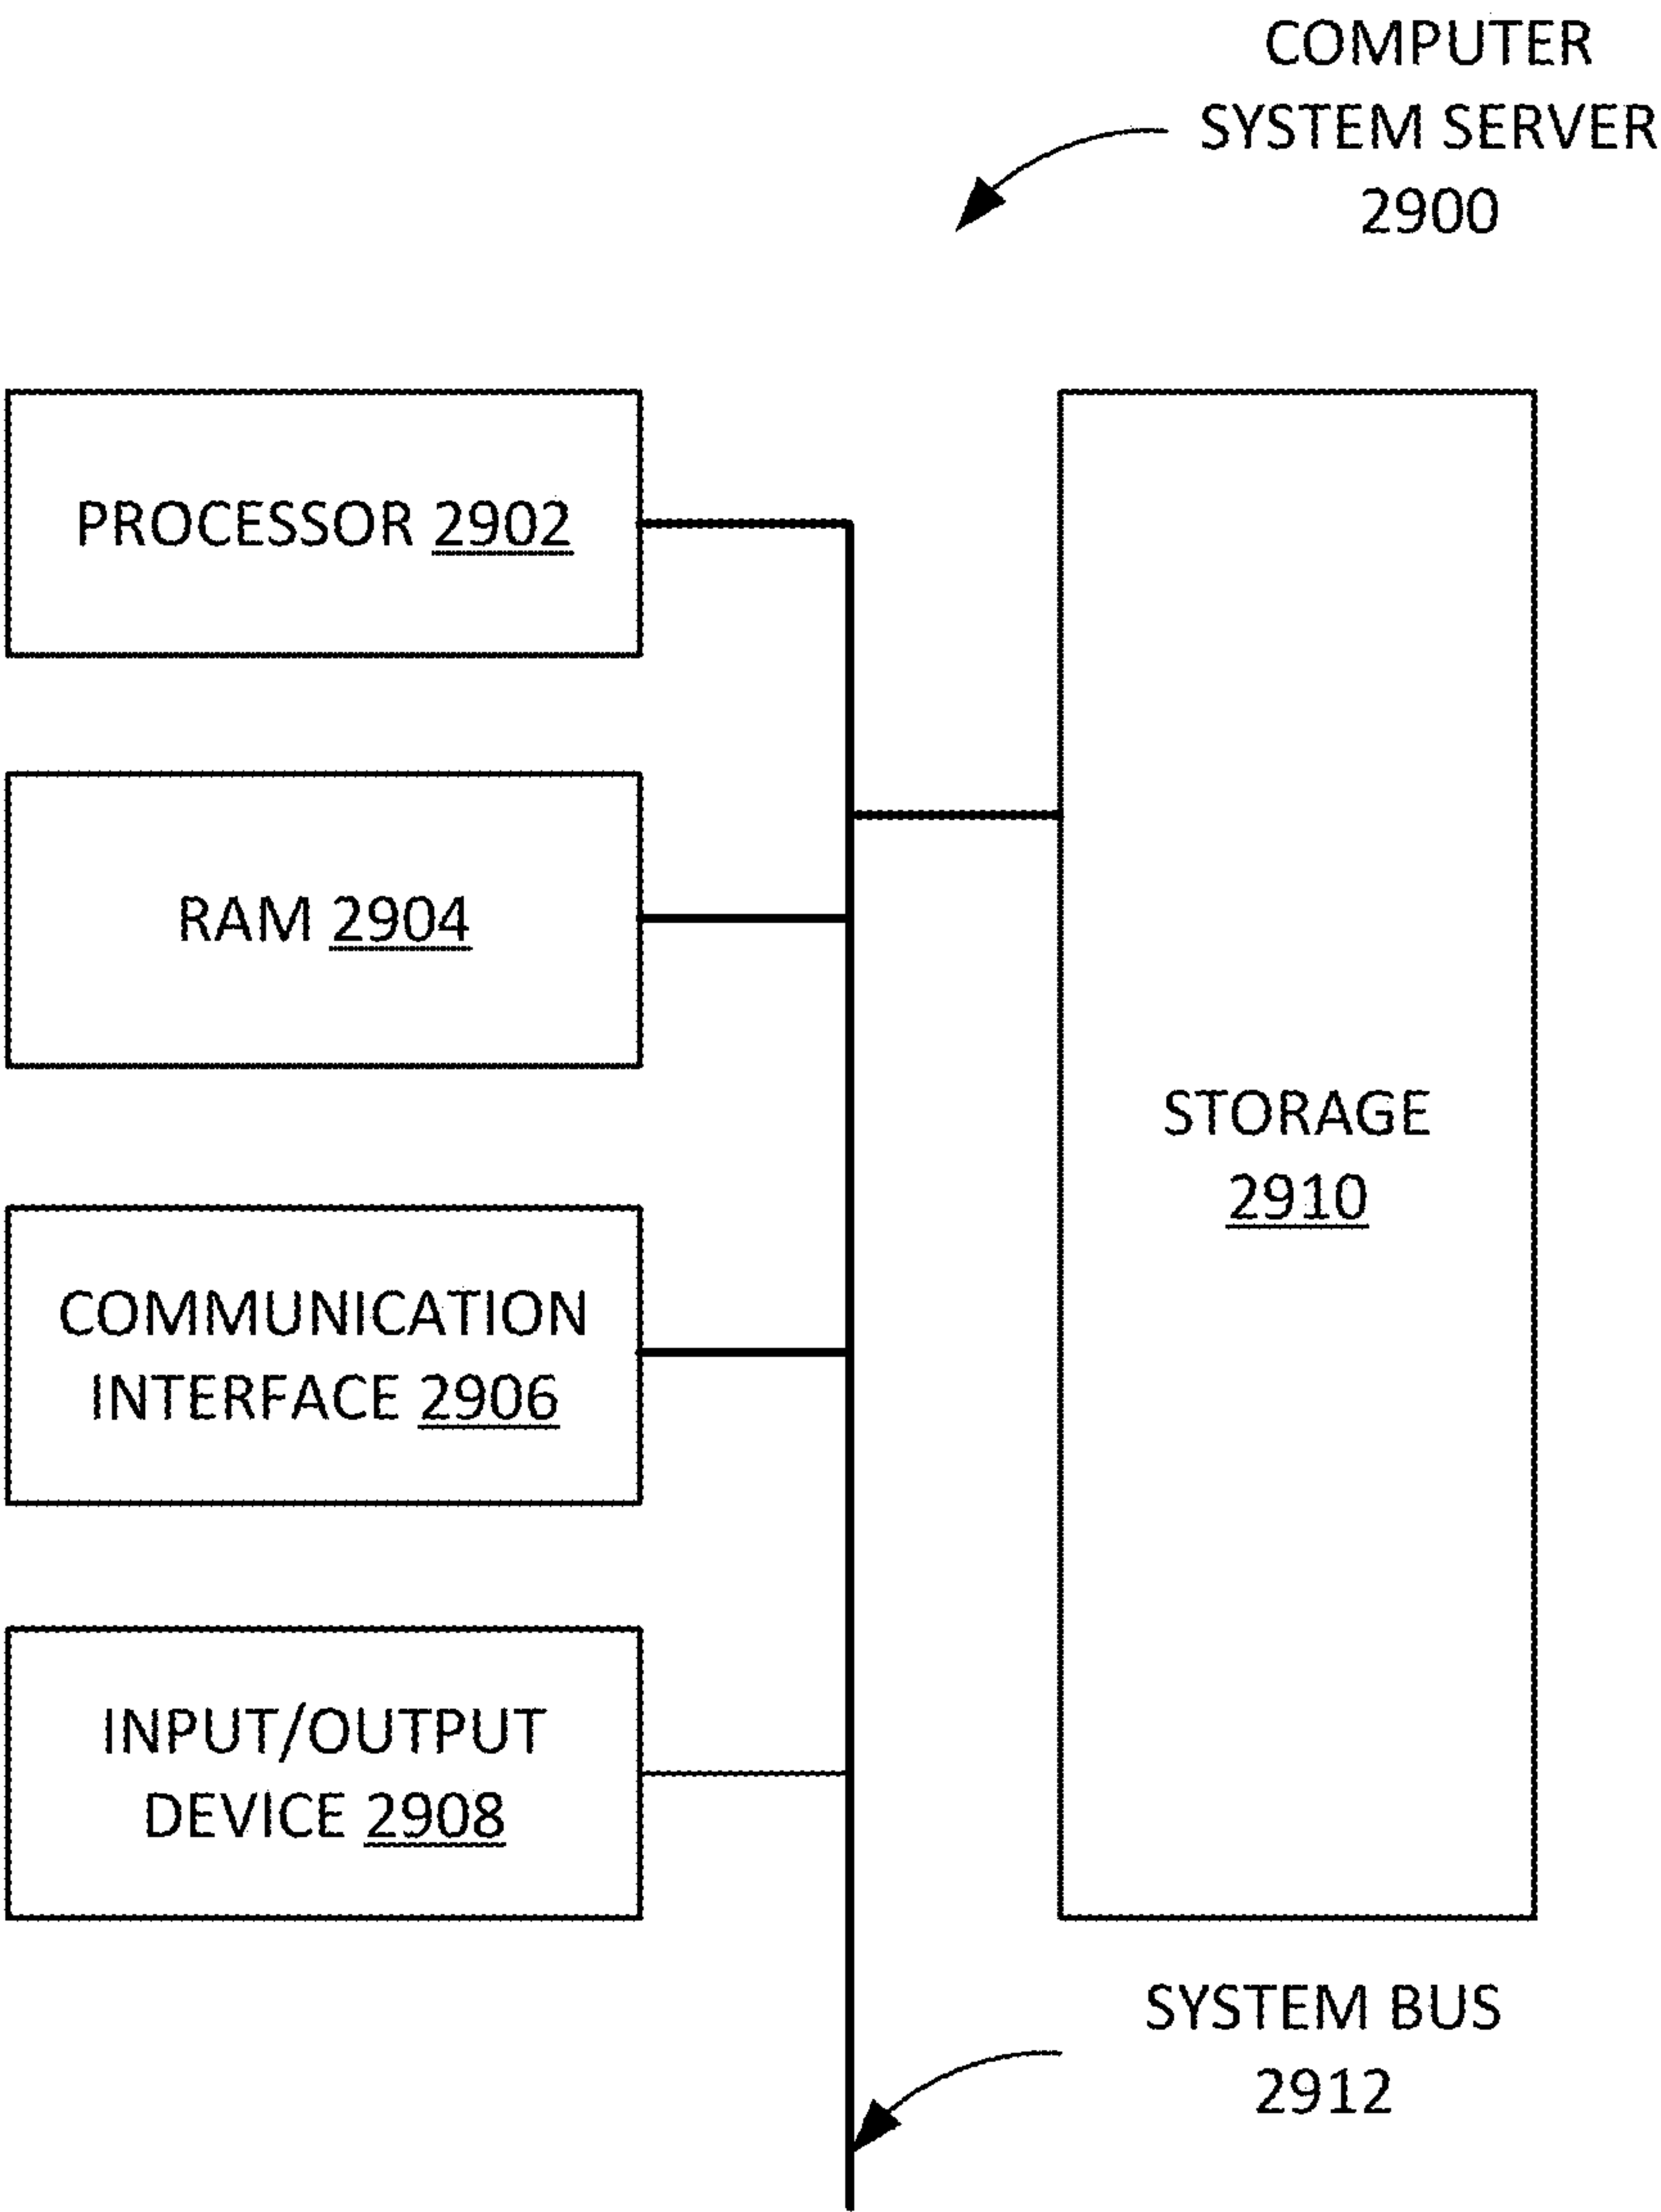 COMPUTER
SYSTEM SERVER
2900
PROCESSOR 2902
RAM 2904
STORAGE
2910
COMMUNICATION
INTERFACE 2906
INPUT/OUTPUT
DEVICE 2908
SYSTEM BUS
2912